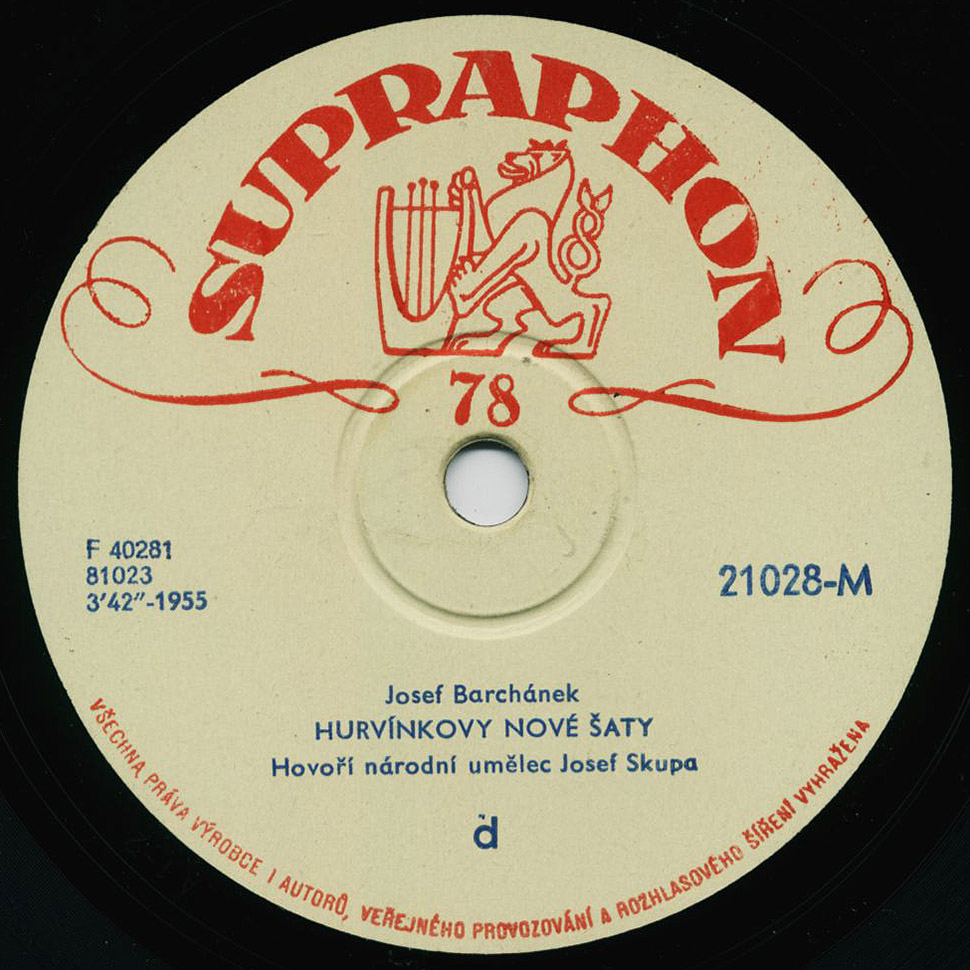 SUPRAPHON
78
F 40281
81023
3'42"-1955
21028-M
Josef Barchánek
HURVÍNKOVY NOVÉ ŠATY
Hovoří národní umělec Josef Skupa
d
VŠECHNA PRÁVA VÝROBCE I AUTORŮ, VEŘEJNÉHO PROVOZOVÁNÍ A ROZHLASOVÉHO ŠÍŘENÍ VYHRAŽENA